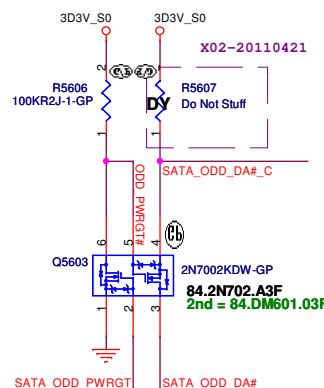 3D3V_S0 3D3V_S0
X02-20110421
2
R5606
100KR2J-1-GP
1
R5607
DY Do Not Stuff
1
ODD_PWRGT#
SATA_ODD_DA#_C
6 5 4
Q5603
2N7002KDW-GP
84.2N702.A3F
2nd = 84.DM601.03F
1 2 3
SATA_ODD_PWRGT SATA_ODD_DA#